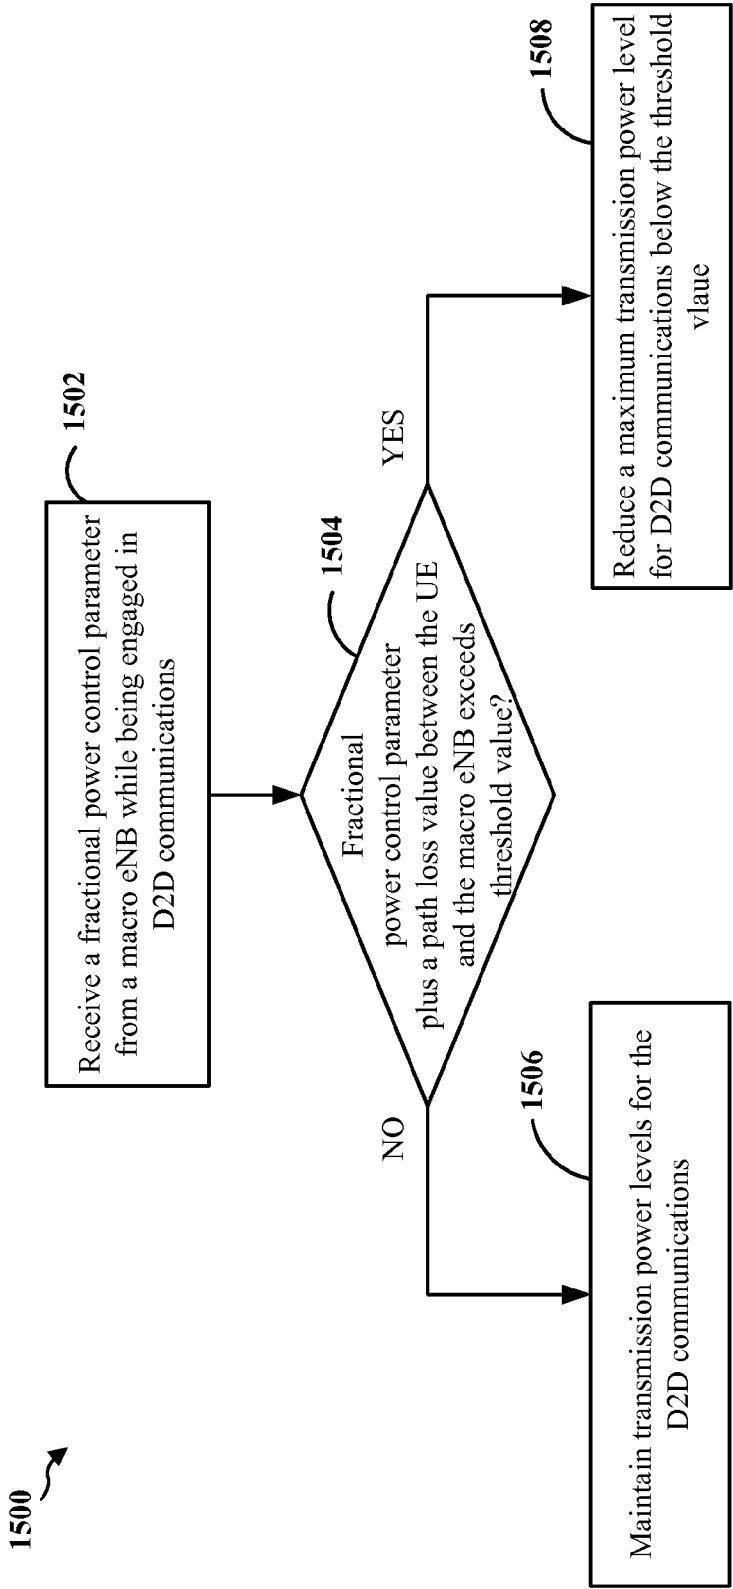 1500
1502
Receive a fractional power control parameter
from a macro eNB while being engaged in
D2D communications
1504
Fractional
power control parameter
plus a path loss value between the UE
and the macro eNB exceeds
threshold value?
NO
YES
1506
Maintain transmission power levels for the
D2D communications
1508
Reduce a maximum transmission power level
for D2D communications below the threshold
vlaue